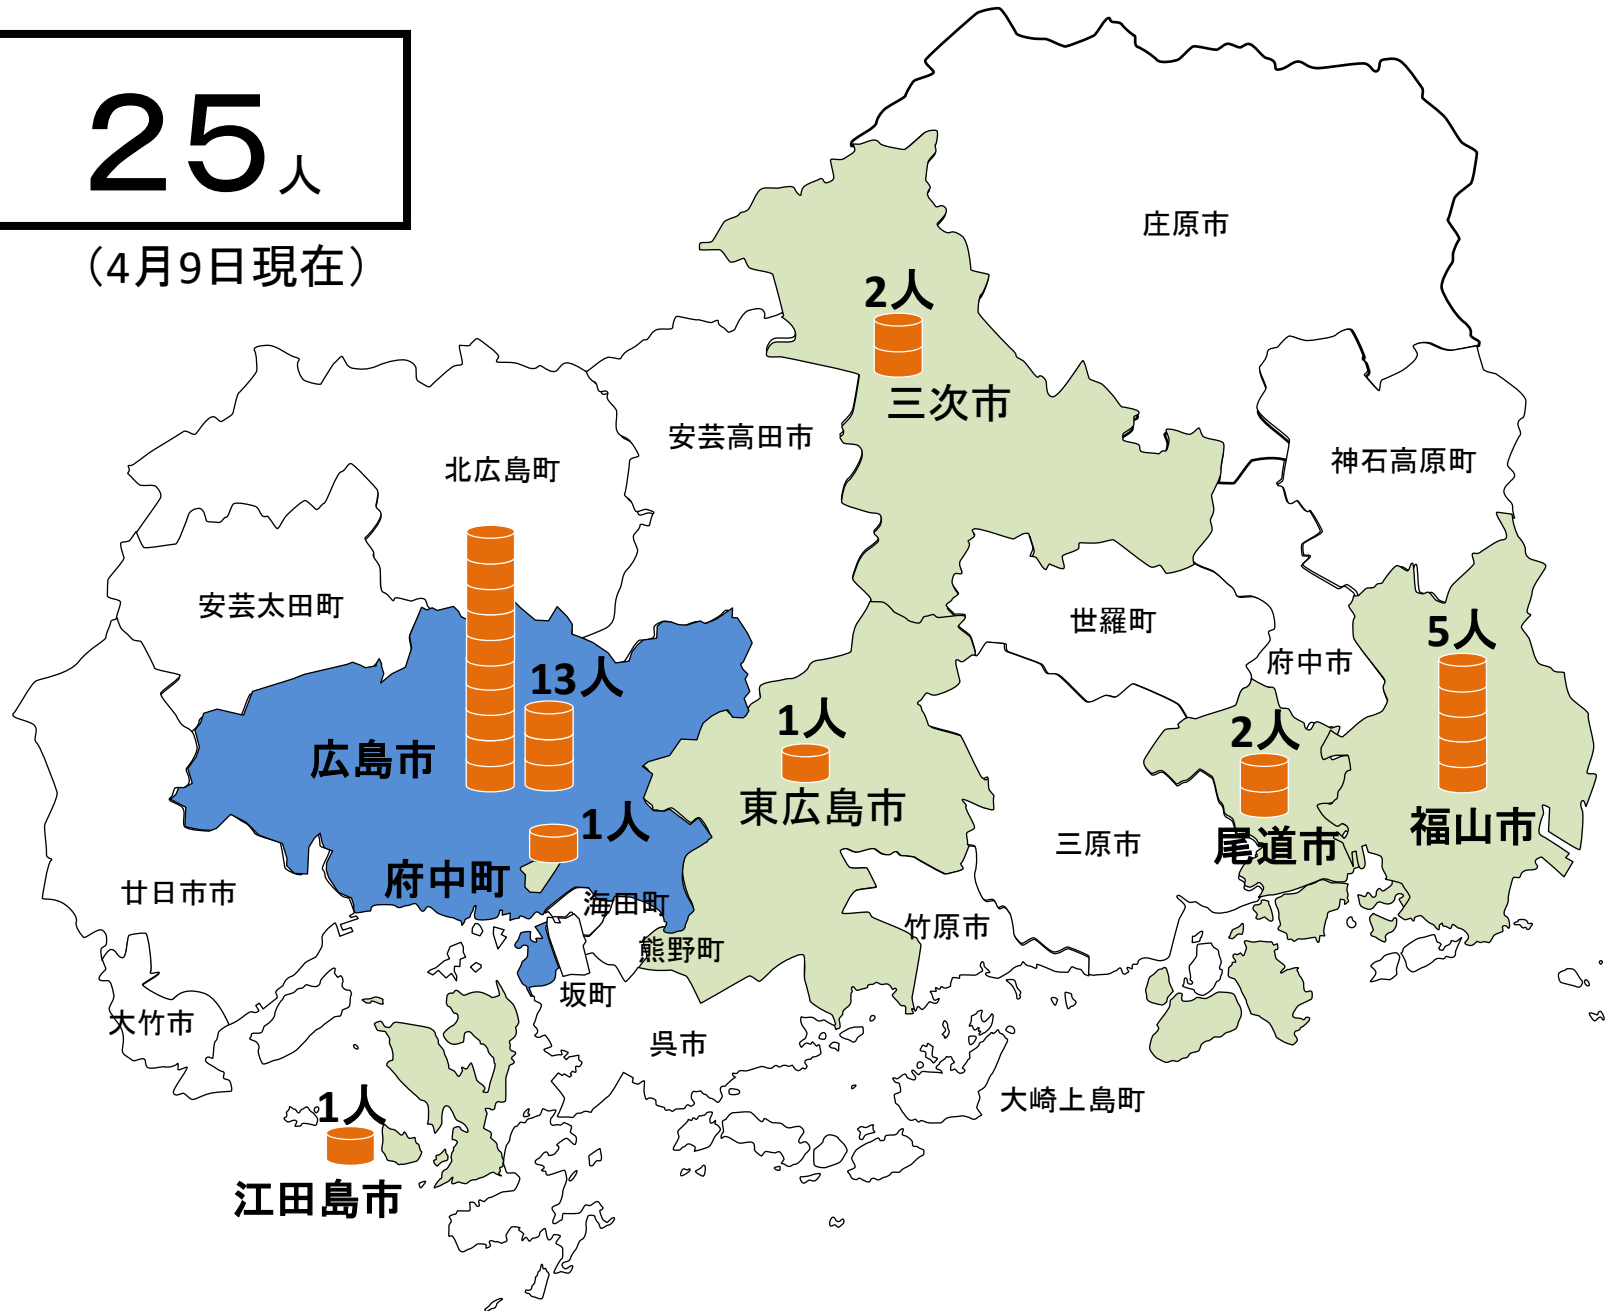 25人
（4月9日現在）
庄原市
2人
三次市
安芸高田市
北広島町
神石高原町
安芸太田町
世羅町
5人
府中市
13人
1人
2人
広島市
東広島市
福山市
尾道市
三原市
1人
府中町
廿日市市
海田町
竹原市
熊野町
坂町
大竹市
呉市
大崎上島町
1人
江田島市